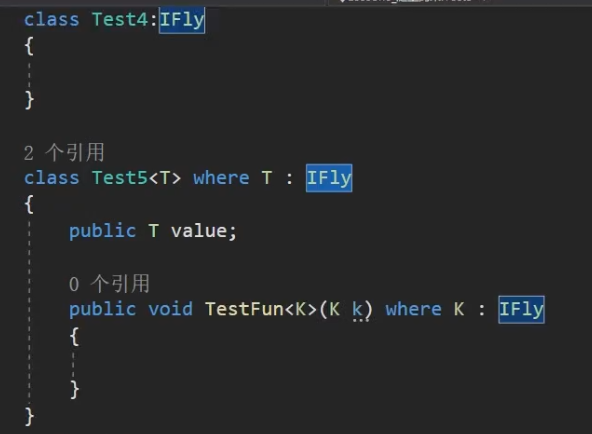 class Test4:IFly
{
}
2 个引用
class Test5<T> where T : IFly
{
public T value;
0 个引用
public void TestFun<K>(K k) where K : IFly
{
}
}